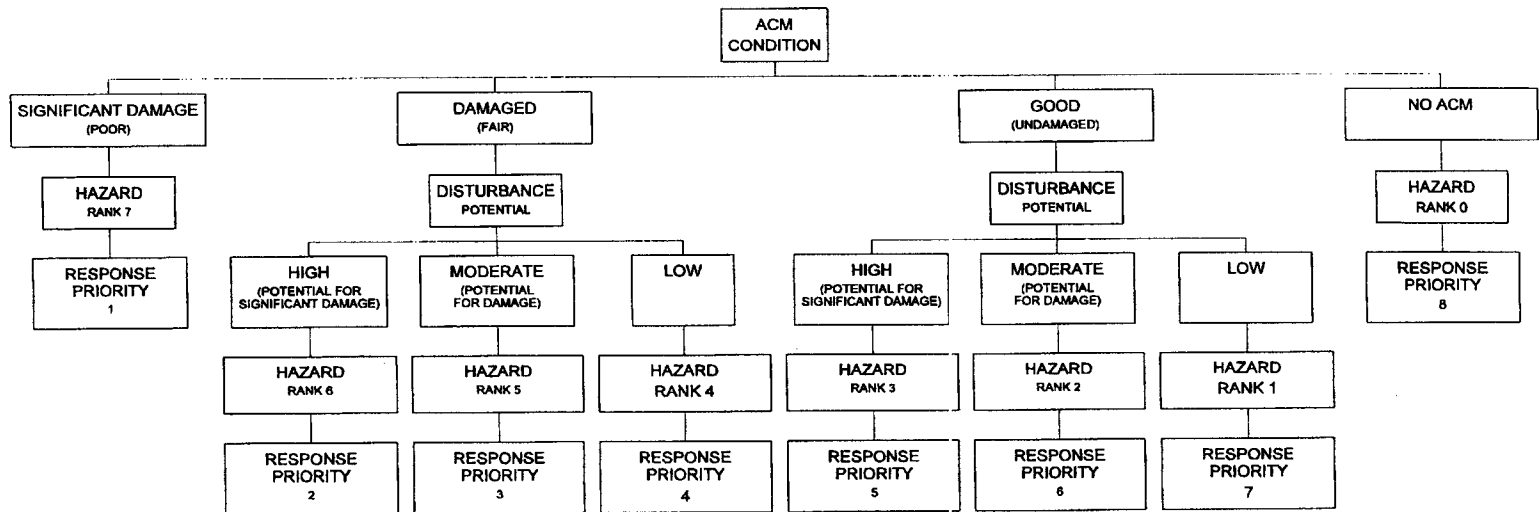 ACM
CONDITION
SIGNIFICANT DAMAGE
(POOR)
DAMAGED
(FAIR)
GOOD
(UNDAMAGED)
NO ACM
HAZARD
RANK 7
DISTURBANCE
POTENTIAL
DISTURBANCE
POTENTIAL
HAZARD
RANK 0
RESPONSE
PRIORITY
1
HIGH
(POTENTIAL FOR
SIGNIFICANT DAMAGE)
MODERATE
(POTENTIAL
FOR DAMAGE)
LOW
HIGH
(POTENTIAL FOR
SIGNIFICANT DAMAGE)
MODERATE
(POTENTIAL
FOR DAMAGE)
LOW
RESPONSE
PRIORITY
8
HAZARD
RANK 6
HAZARD
RANK 5
HAZARD
RANK 4
HAZARD
RANK 3
HAZARD
RANK 2
HAZARD
RANK 1
RESPONSE
PRIORITY
2
RESPONSE
PRIORITY
3
RESPONSE
PRIORITY
4
RESPONSE
PRIORITY
5
RESPONSE
PRIORITY
6
RESPONSE
PRIORITY
7